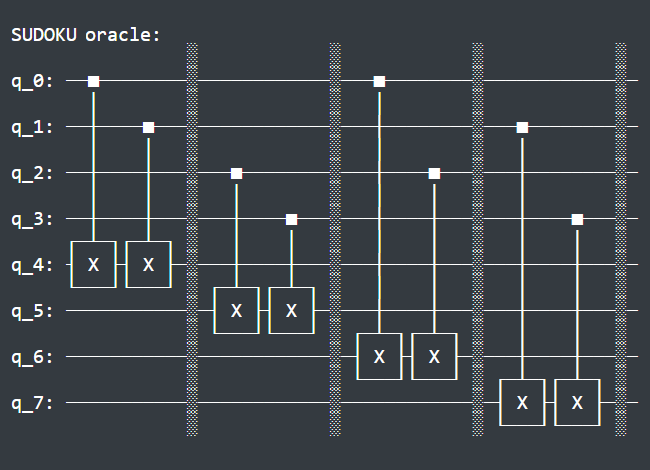 SUDOKU oracle:
q_0:
q_1:
q_2:
q_3:
q_4: X X
q_5: X X
q_6: X X
q_7: X X